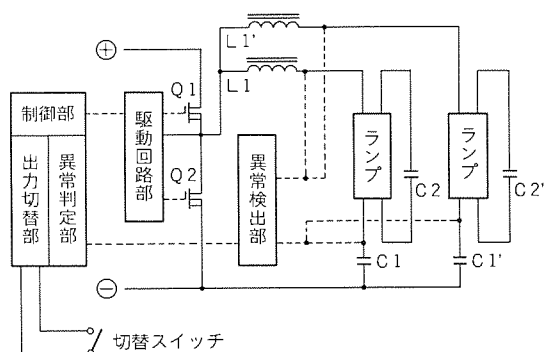 L1'
⊕
Q1
L1
制御部
駆動回路部
ランプ
ランプ
出力切替部
異常判定部
Q2
異常検出部
C2
C2'
C1
C1'
⊖
切替スイッチ